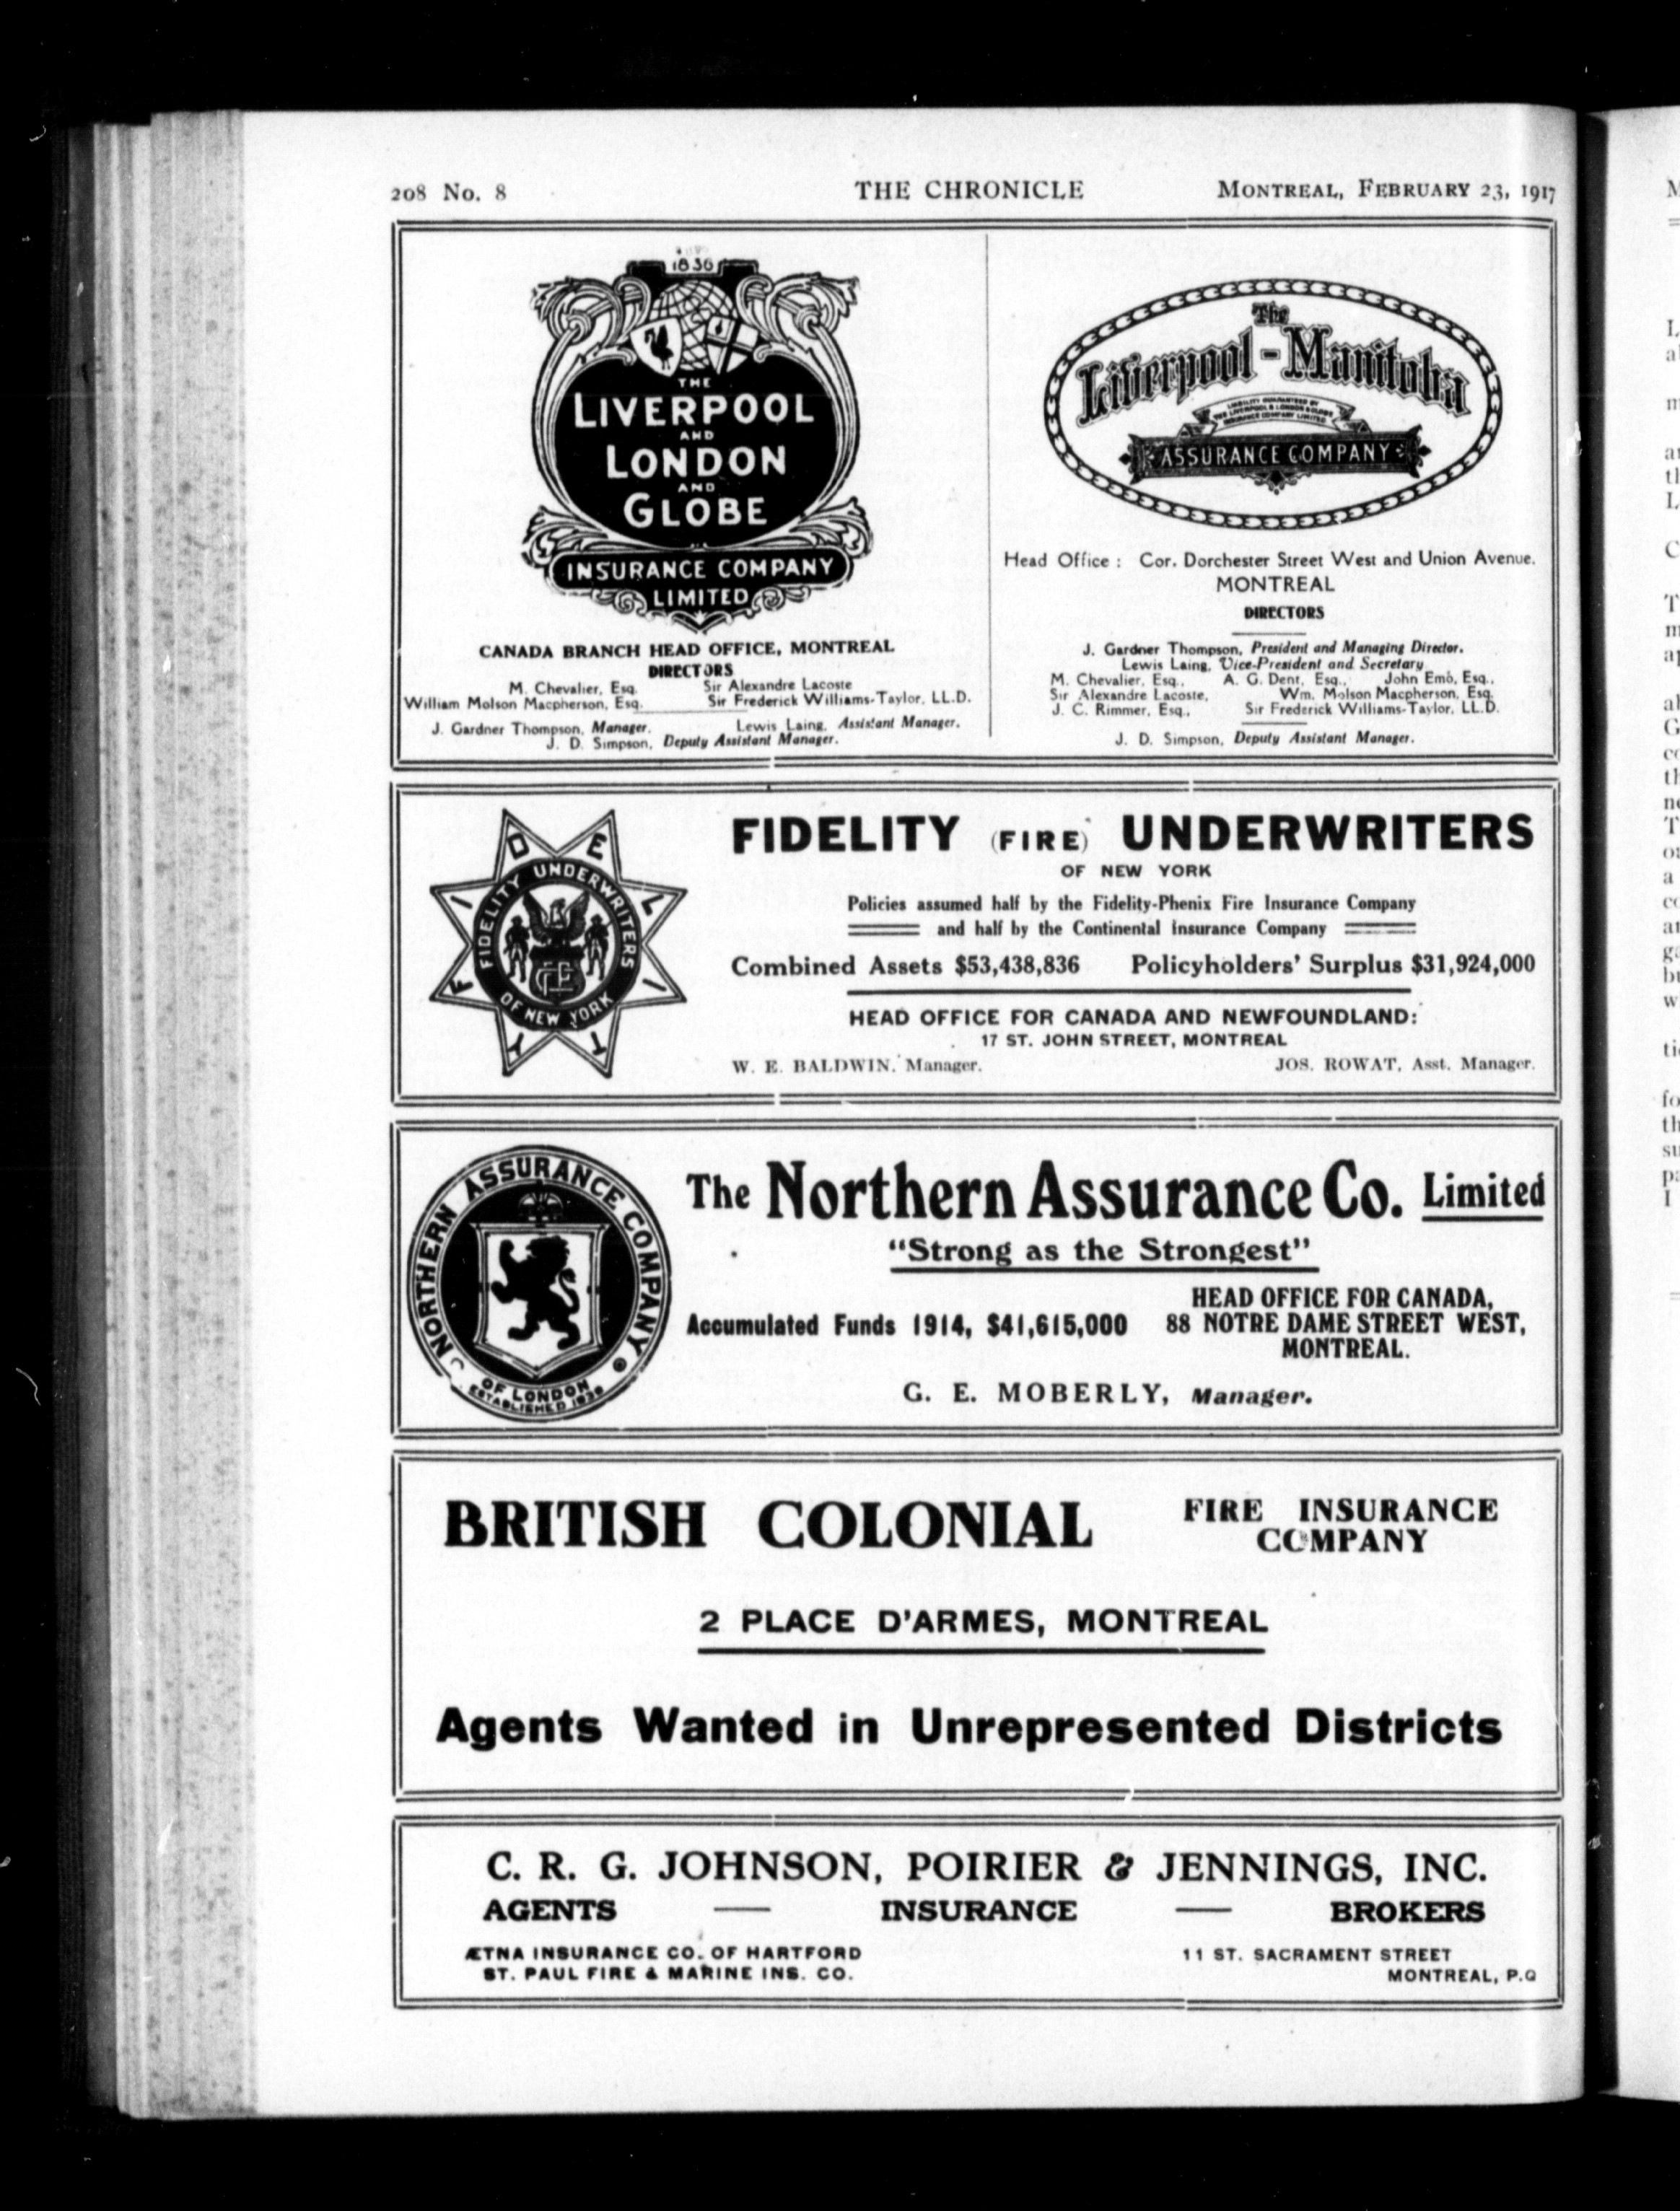 208 No. 8 THE CHRONICLE MONTREAL, FEBRUARY 23, 1917
1836
THE
LIVERPOOL
AND
LONDON
AND
GLOBE
INSURANCE COMPANY
LIMITED
CANADA BRANCH HEAD OFFICE, MONTREAL
DIRECTORS
M. Chevalier, Esq. Sir Alexandre Lacoste
William Molson Macpherson, Esq. Sir Frederick Williams-Taylor, LL.D.
J. Gardner Thompson, Manager. Lewis Laing, Assistant Manager.
J. D. Simpson, Deputy Assistant Manager.
The
Liverpool-Manitoba
LIABILITY GUARANTEED BY
THE LIVERPOOL & LONDON & GLOBE
INSURANCE COMPANY LIMITED
ASSURANCE COMPANY
Head Office : Cor. Dorchester Street West and Union Avenue.
MONTREAL
DIRECTORS
J. Gardner Thompson, President and Managing Director.
Lewis Laing, Vice-President and Secretary
M. Chevalier, Esq., A. G. Dent, Esq., John Emo, Esq.,
Sir Alexandre Lacoste, Wm. Molson Macpherson, Esq.
J. C. Rimmer, Esq., Sir Frederick Williams-Taylor, LL.D.
J. D. Simpson, Deputy Assistant Manager.
FIDELITY
FIDELITY UNDERWRITERS
OF NEW YORK
FIDELITY (FIRE) UNDERWRITERS
OF NEW YORK
Policies assumed half by the Fidelity-Phenix Fire Insurance Company
and half by the Continental Insurance Company
Combined Assets $53,438,836 Policyholders' Surplus $31,924,000
HEAD OFFICE FOR CANADA AND NEWFOUNDLAND:
17 ST. JOHN STREET, MONTREAL
W. E. BALDWIN, Manager. JOS. ROWAT, Asst. Manager.
NORTHERN ASSURANCE COMPANY
OF LONDON
ESTABLISHED 1836
The Northern Assurance Co. Limited
"Strong as the Strongest"
Accumulated Funds 1914, $41,615,000
HEAD OFFICE FOR CANADA,
88 NOTRE DAME STREET WEST,
MONTREAL.
G. E. MOBERLY, Manager.
BRITISH COLONIAL FIRE INSURANCE
COMPANY
2 PLACE D'ARMES, MONTREAL
Agents Wanted in Unrepresented Districts
C. R. G. JOHNSON, POIRIER & JENNINGS, INC.
AGENTS — INSURANCE — BROKERS
ÆTNA INSURANCE CO. OF HARTFORD
ST. PAUL FIRE & MARINE INS. CO.
11 ST. SACRAMENT STREET
MONTREAL, P.Q